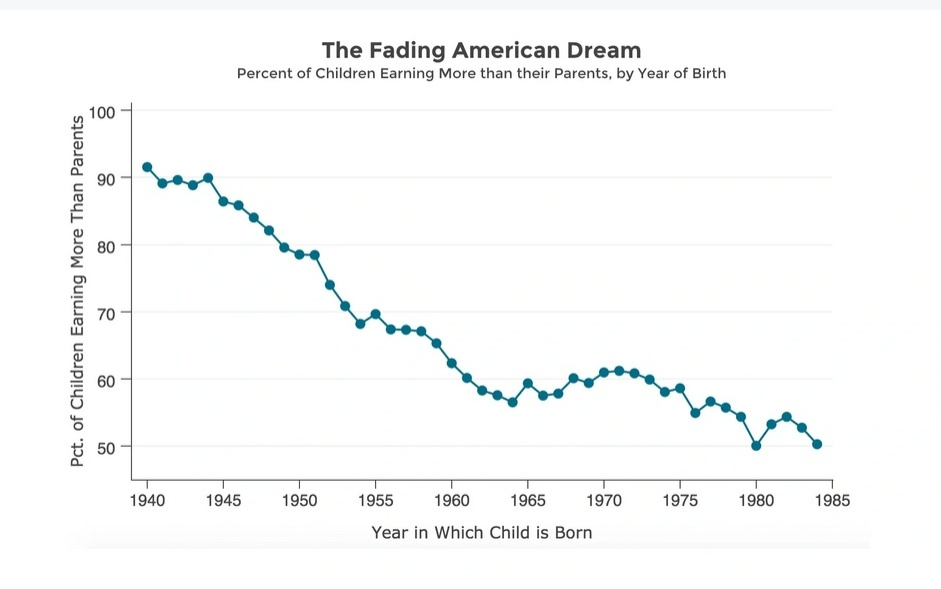 The Fading American Dream
Percent of Children Earning More than their Parents, by Year of Birth
Pct. of Children Earning More Than Parents
100
90
80
70
60
50
1940 1945 1950 1955 1960 1965 1970 1975 1980 1985
Year in Which Child is Born